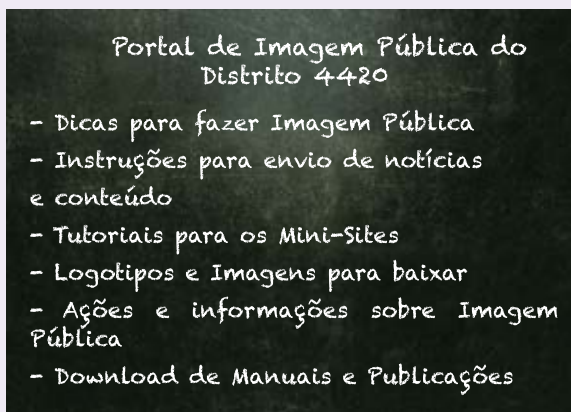 Portal de Imagem Pública do
Distrito 4420
- Dicas para fazer Imagem Pública
- Instruções para envio de notícias
e conteúdo
- Tutoriais para os Mini-Sites
- Logotipos e Imagens para baixar
- Ações e informações sobre Imagem
Pública
- Download de Manuais e Publicações